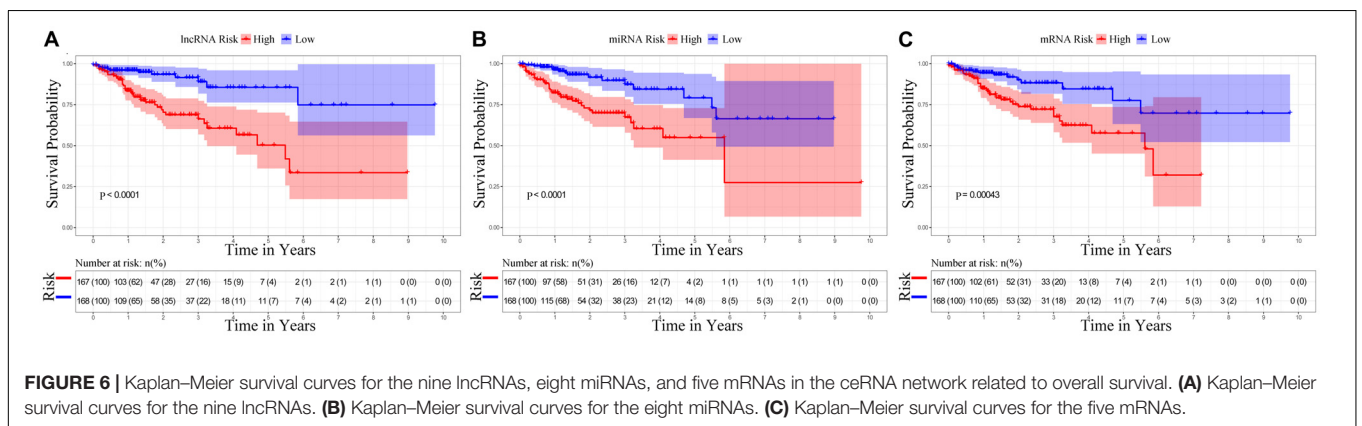 A
lncRNA Risk High Low
Survival Probability
1.00
0.75
0.50
0.25
0.00
P < 0.0001
0 1 2 3 4 5 6 7 8 9 10
Time in Years
Number at risk: n(%)
Risk
167 (100) 103 (62) 47 (28) 27 (16) 15 (9) 7 (4) 2 (1) 2 (1) 1 (1) 0 (0) 0 (0)
168 (100) 109 (65) 58 (35) 37 (22) 18 (11) 11 (7) 7 (4) 4 (2) 2 (1) 1 (1) 0 (0)
0 1 2 3 4 5 6 7 8 9 10
Time in Years
B
miRNA Risk High Low
Survival Probability
1.00
0.75
0.50
0.25
0.00
P < 0.0001
0 1 2 3 4 5 6 7 8 9 10
Time in Years
Number at risk: n(%)
167 (100) 97 (58) 51 (31) 26 (16) 12 (7) 4 (2) 1 (1) 1 (1) 1 (1) 1 (1) 0 (0)
168 (100) 115 (68) 54 (32) 38 (23) 21 (12) 14 (8) 8 (5) 5 (3) 2 (1) 0 (0) 0 (0)
0 1 2 3 4 5 6 7 8 9 10
Time in Years
C
mRNA Risk High Low
Survival Probability
1.00
0.75
0.50
0.25
0.00
P = 0.00043
0 1 2 3 4 5 6 7 8 9 10
Time in Years
Number at risk: n(%)
Risk
167 (100) 102 (61) 52 (31) 33 (20) 13 (8) 7 (4) 2 (1) 1 (1) 0 (0) 0 (0) 0 (0)
168 (100) 110 (65) 53 (32) 31 (18) 20 (12) 11 (7) 7 (4) 5 (3) 3 (2) 1 (1) 0 (0)
0 1 2 3 4 5 6 7 8 9 10
Time in Years
FIGURE 6 | Kaplan–Meier survival curves for the nine lncRNAs, eight miRNAs, and five mRNAs in the ceRNA network related to overall survival. (A) Kaplan–Meier
survival curves for the nine lncRNAs. (B) Kaplan–Meier survival curves for the eight miRNAs. (C) Kaplan–Meier survival curves for the five mRNAs.